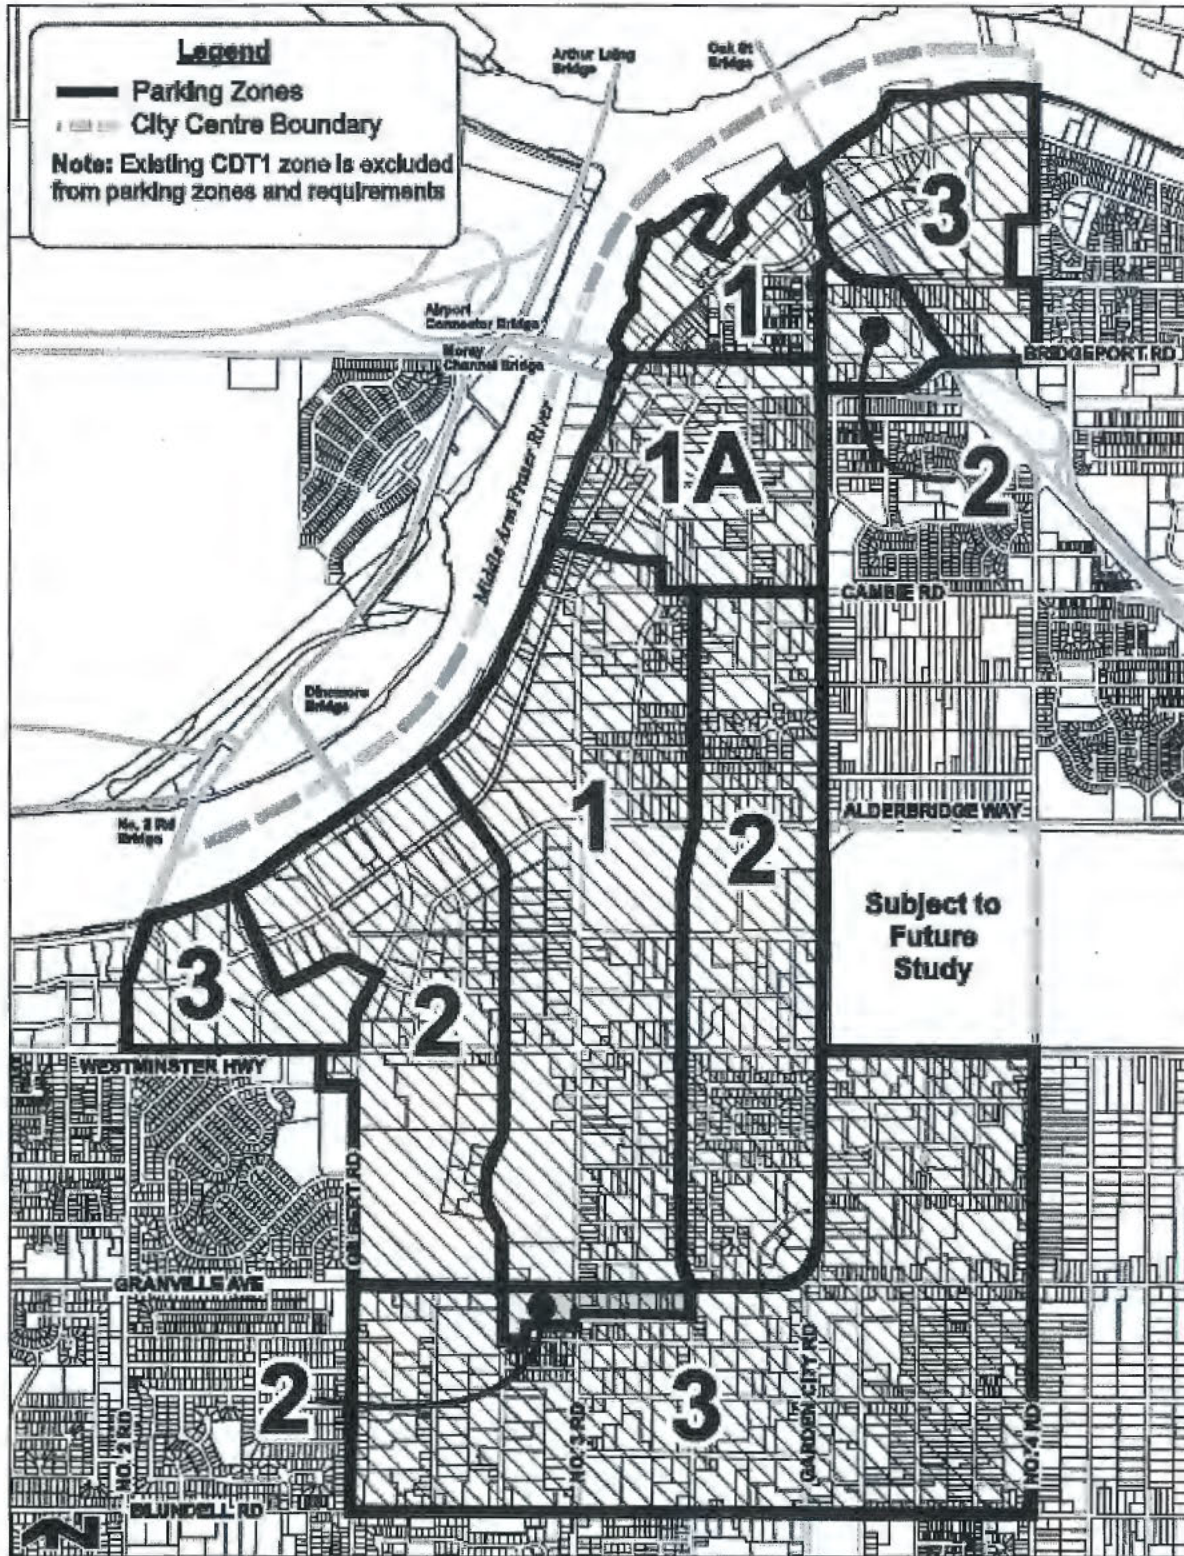 Legend
Parking Zones
City Centre Boundary
Note: Existing CDT1 zone is excluded
from parking zones and requirements
Arthur Laing
Bridge
Oak St
Bridge
3
1
Airport
Connector Bridge
Moray
Channel Bridge
BRIDGEPORT RD
Middle Arm Fraser River
1A
2
CAMBIE RD
Dinsmore
Bridge
No. 2 Rd
Bridge
1
2
ALDERBRIDGE WAY
Subject to
Future
Study
3
2
WESTMINSTER HWY
GILBERT RD
GRANVILLE AVE
2
3
NO. 2 RD
NO. 3 RD
GARDEN CITY RD
NO. 4 RD
BLUNDELL RD